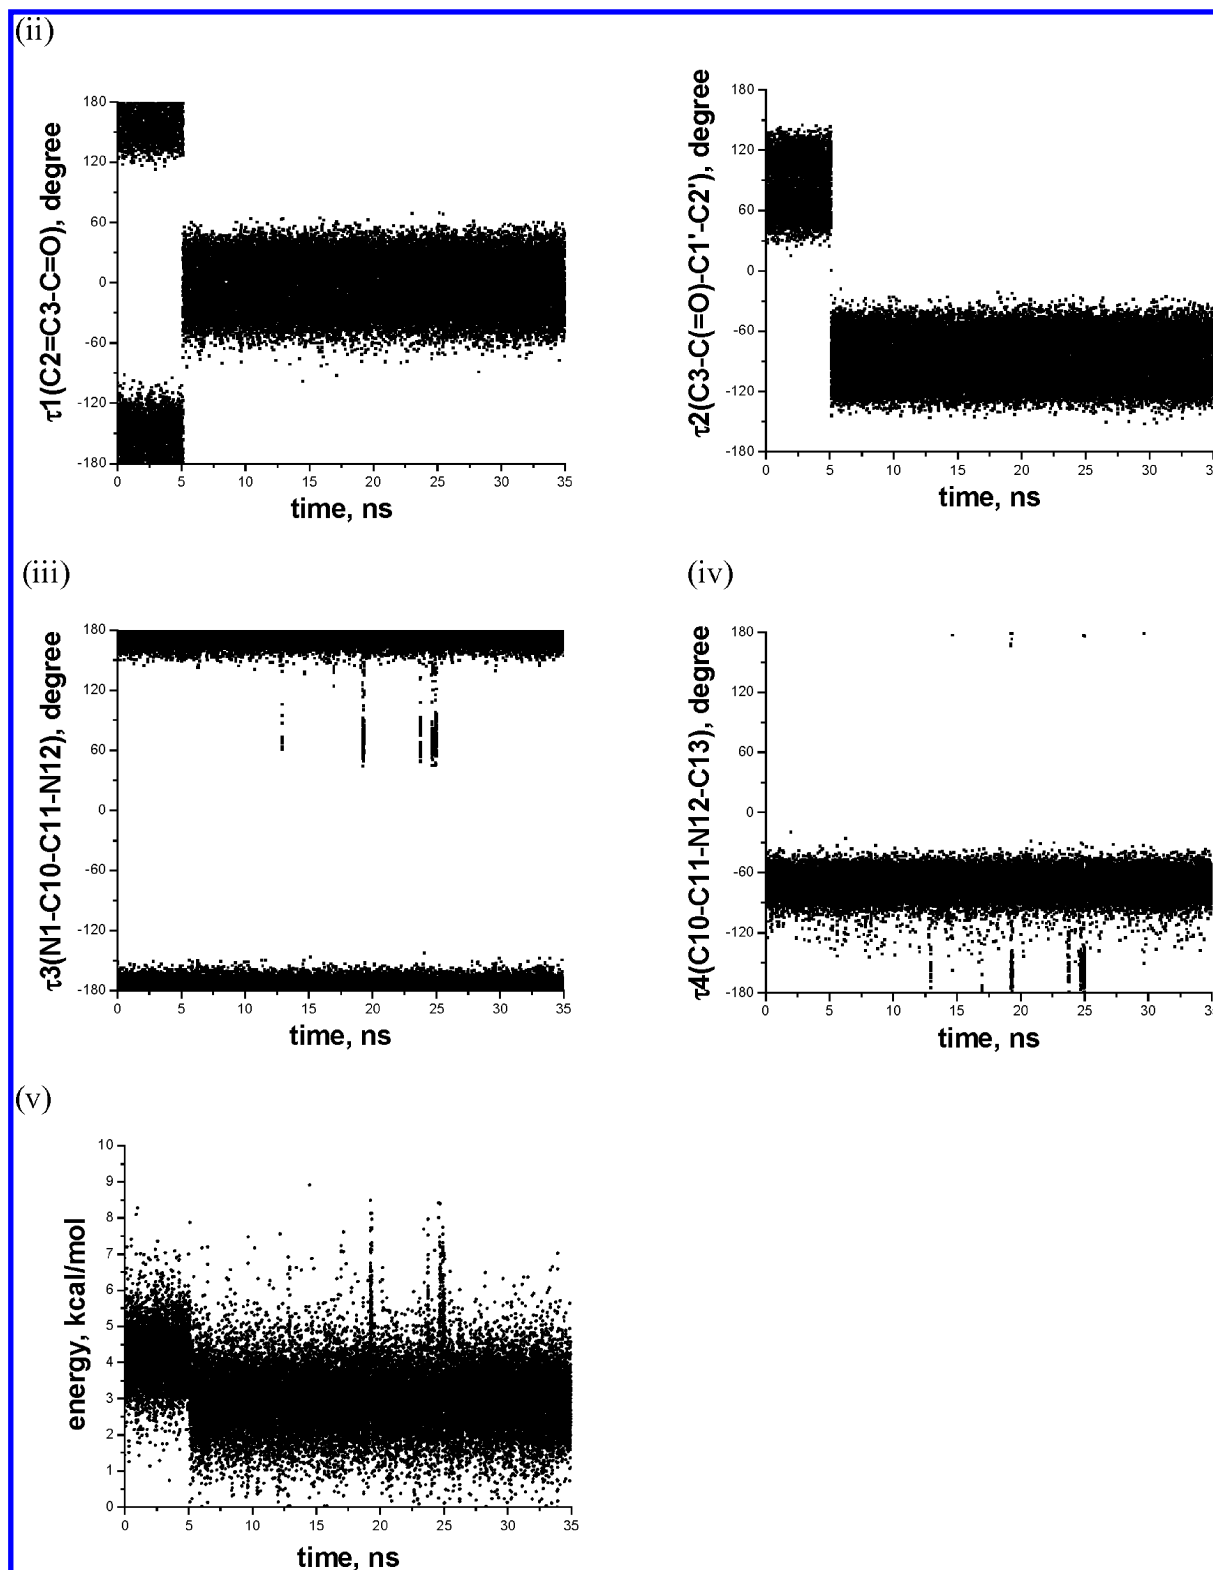 (ii)
τ1(C2=C3-C=O), degree
180
120
60
0
-60
-120
-180
0 5 10 15 20 25 30 35
time, ns
τ2(C3-C(=O)-C1'-C2'), degree
180
120
60
0
-60
-120
-180
0 5 10 15 20 25 30 35
time, ns
(iii)
τ3(N1-C10-C11-N12), degree
180
120
60
0
-60
-120
-180
0 5 10 15 20 25 30 35
time, ns
(iv)
τ4(C10-C11-N12-C13), degree
180
120
60
0
-60
-120
-180
0 5 10 15 20 25 30 35
time, ns
(v)
energy, kcal/mol
10
9
8
7
6
5
4
3
2
1
0
0 5 10 15 20 25 30 35
time, ns